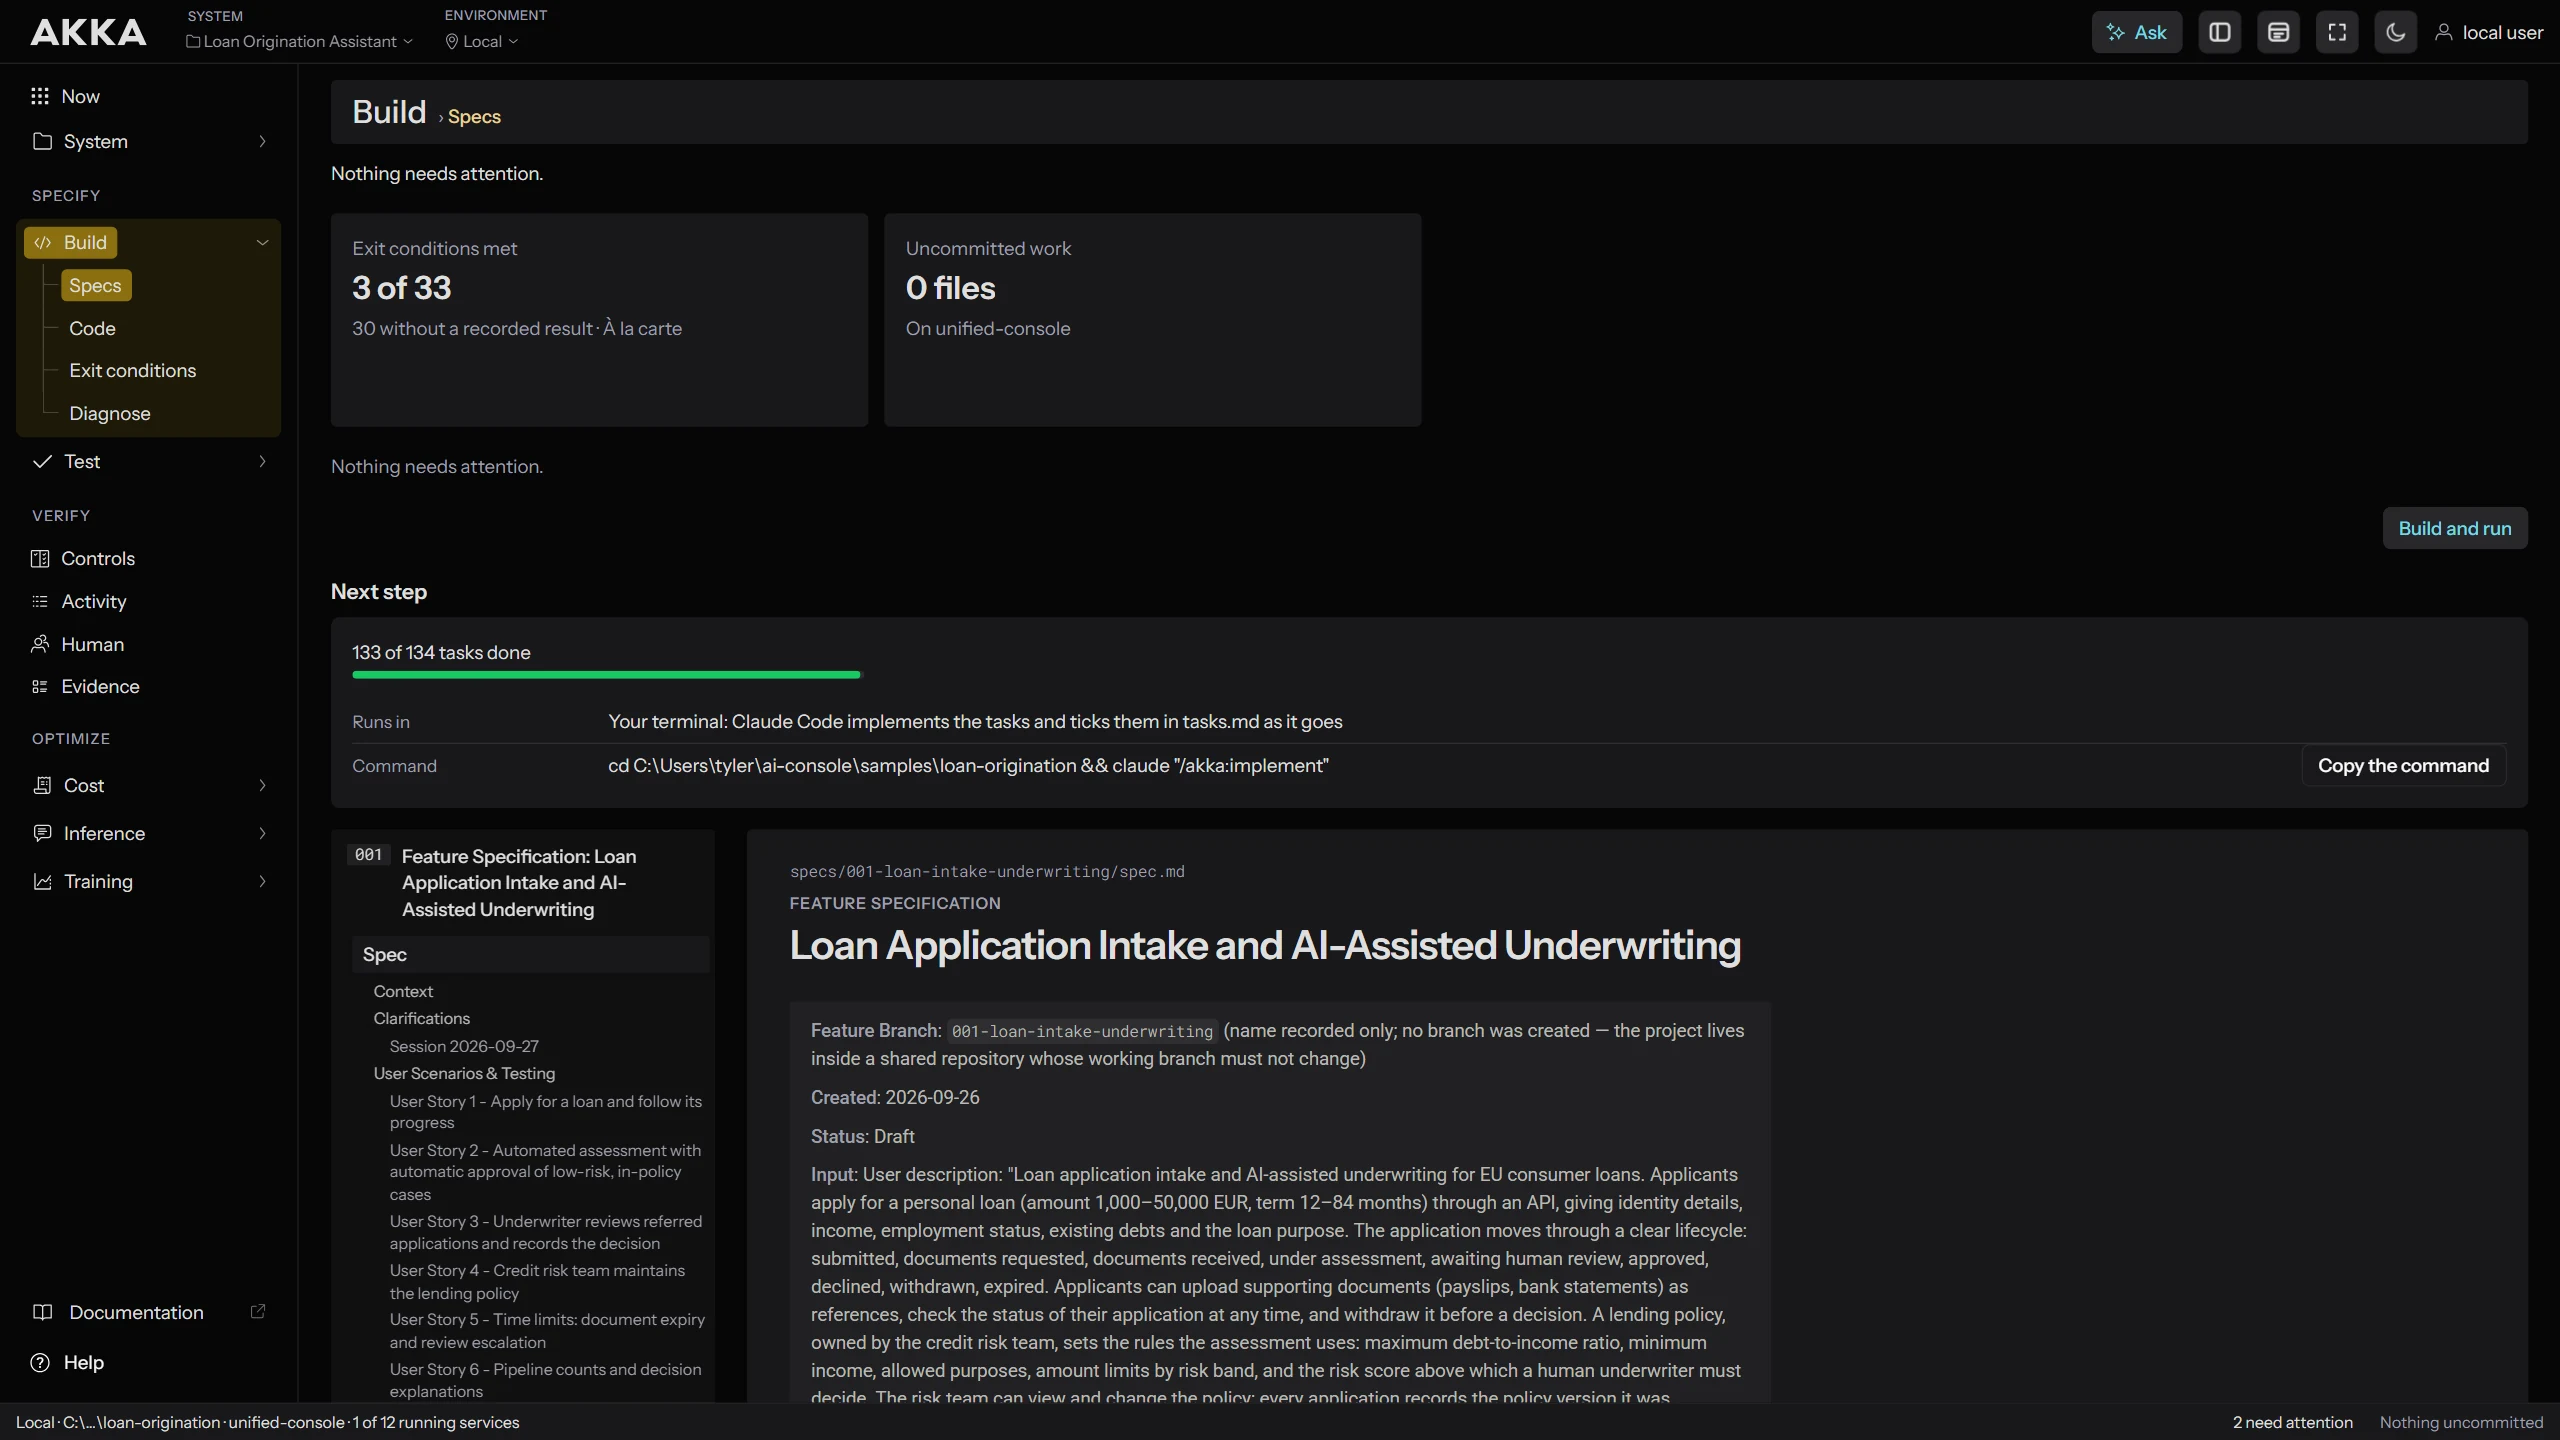 AKKA
SYSTEM
Loan Origination Assistant
ENVIRONMENT
Local
Ask
local user
Now
System
SPECIFY
Build
Specs
Code
Exit conditions
Diagnose
Test
VERIFY
Controls
Activity
Human
Evidence
OPTIMIZE
Cost
Inference
Training
Documentation
Help
Build › Specs
Nothing needs attention.
Exit conditions met
3 of 33
30 without a recorded result · À la carte
Uncommitted work
0 files
On unified-console
Nothing needs attention.
Build and run
Next step
133 of 134 tasks done
Runs in
Your terminal: Claude Code implements the tasks and ticks them in tasks.md as it goes
Command
cd C:\Users\tyler\ai-console\samples\loan-origination && claude "/akka:implement"
Copy the command
001
Feature Specification: Loan
Application Intake and AI-
Assisted Underwriting
Spec
Context
Clarifications
Session 2026-09-27
User Scenarios & Testing
User Story 1 - Apply for a loan and follow its
progress
User Story 2 - Automated assessment with
automatic approval of low-risk, in-policy
cases
User Story 3 - Underwriter reviews referred
applications and records the decision
User Story 4 - Credit risk team maintains
the lending policy
User Story 5 - Time limits: document expiry
and review escalation
User Story 6 - Pipeline counts and decision
explanations
specs/001-loan-intake-underwriting/spec.md
FEATURE SPECIFICATION
Loan Application Intake and AI-Assisted Underwriting
Feature Branch: 001-loan-intake-underwriting (name recorded only; no branch was created — the project lives
inside a shared repository whose working branch must not change)
Created: 2026-09-26
Status: Draft
Input: User description: "Loan application intake and AI-assisted underwriting for EU consumer loans. Applicants
apply for a personal loan (amount 1,000–50,000 EUR, term 12–84 months) through an API, giving identity details,
income, employment status, existing debts and the loan purpose. The application moves through a clear lifecycle:
submitted, documents requested, documents received, under assessment, awaiting human review, approved,
declined, withdrawn, expired. Applicants can upload supporting documents (payslips, bank statements) as
references, check the status of their application at any time, and withdraw it before a decision. A lending policy,
owned by the credit risk team, sets the rules the assessment uses: maximum debt-to-income ratio, minimum
income, allowed purposes, amount limits by risk band, and the risk score above which a human underwriter must
decide. The risk team can view and change the policy; every application records the policy version it was
Local · C:\...\loan-origination · unified-console · 1 of 12 running services
2 need attention
Nothing uncommitted